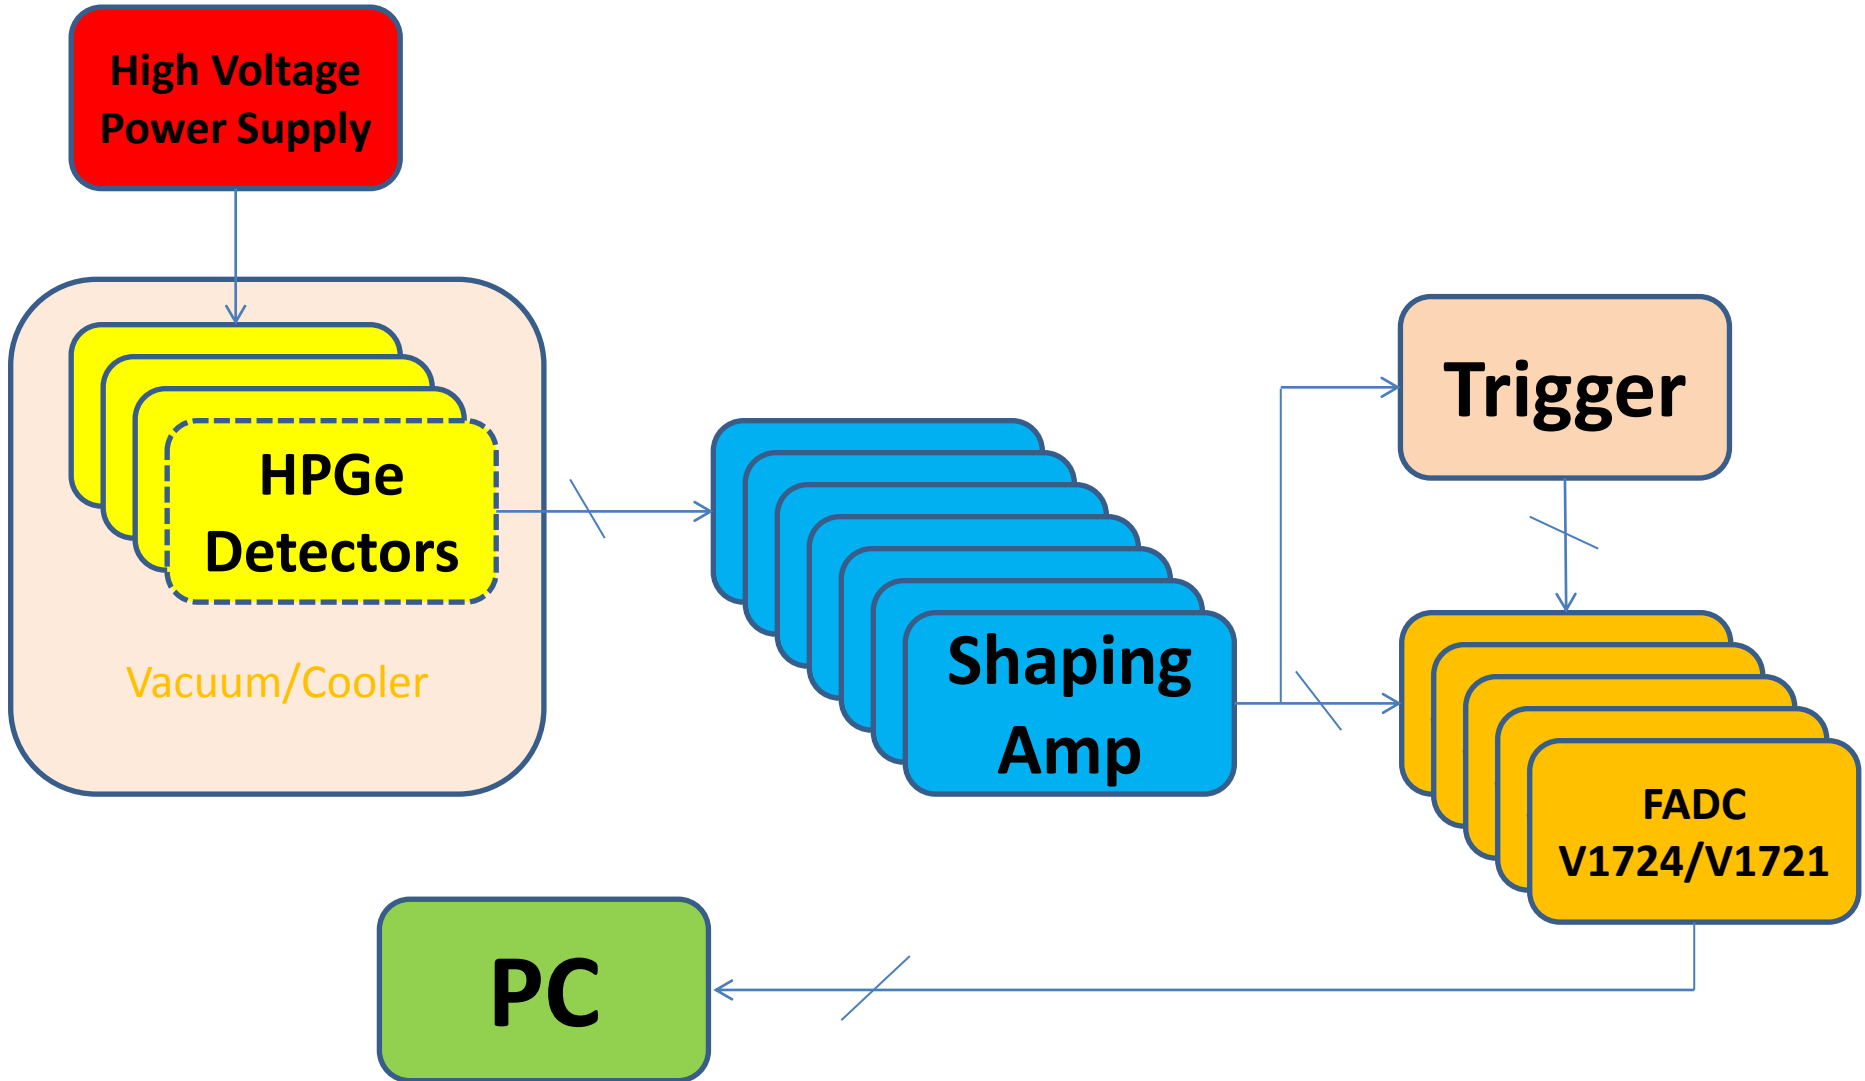 High Voltage
Power Supply
HPGe
Detectors
Vacuum/Cooler
Shaping
Amp
Trigger
FADC
V1724/V1721
PC